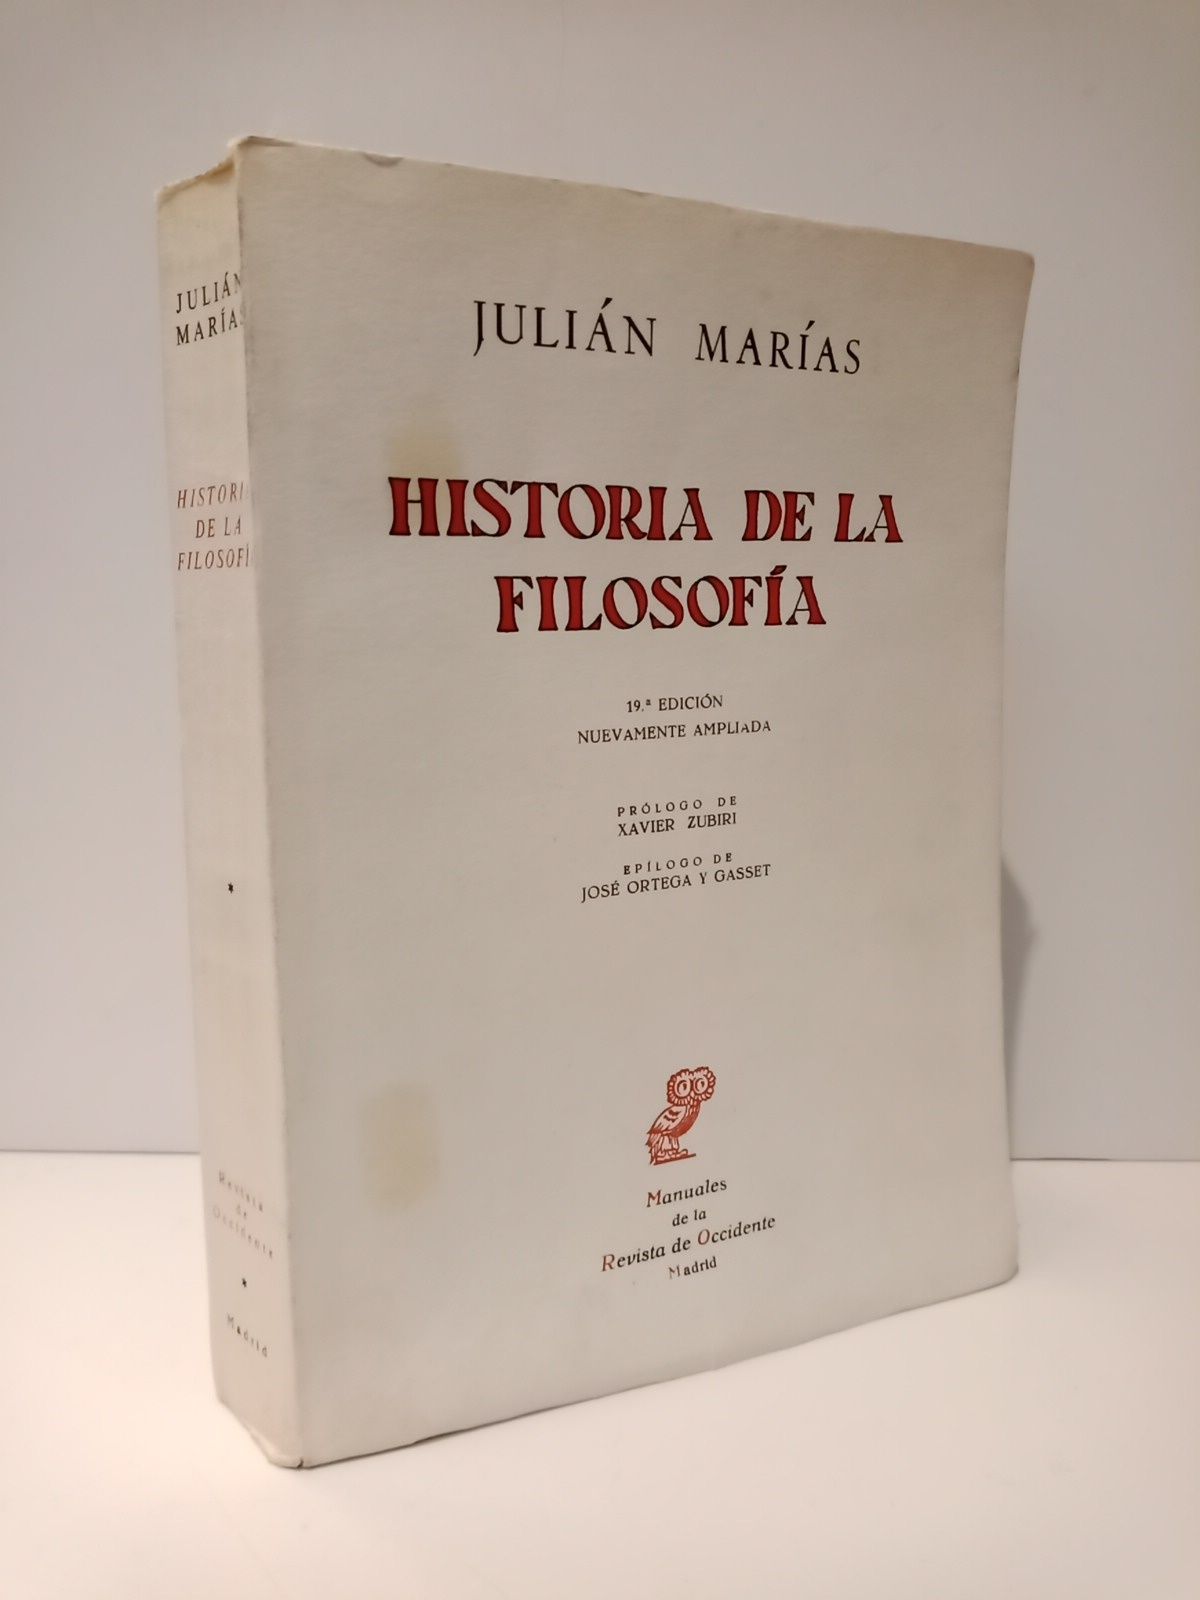 JULIÁN
MARÍAS
HISTORIA
DE LA
FILOSOFÍA
*
Revista
de
Occidente
*
Madrid
JULIÁN MARÍAS
HISTORIA DE LA
FILOSOFÍA
19.ª EDICIÓN
NUEVAMENTE AMPLIADA
PRÓLOGO DE
XAVIER ZUBIRI
EPÍLOGO DE
JOSÉ ORTEGA Y GASSET
Manuales
de la
Revista de Occidente
Madrid